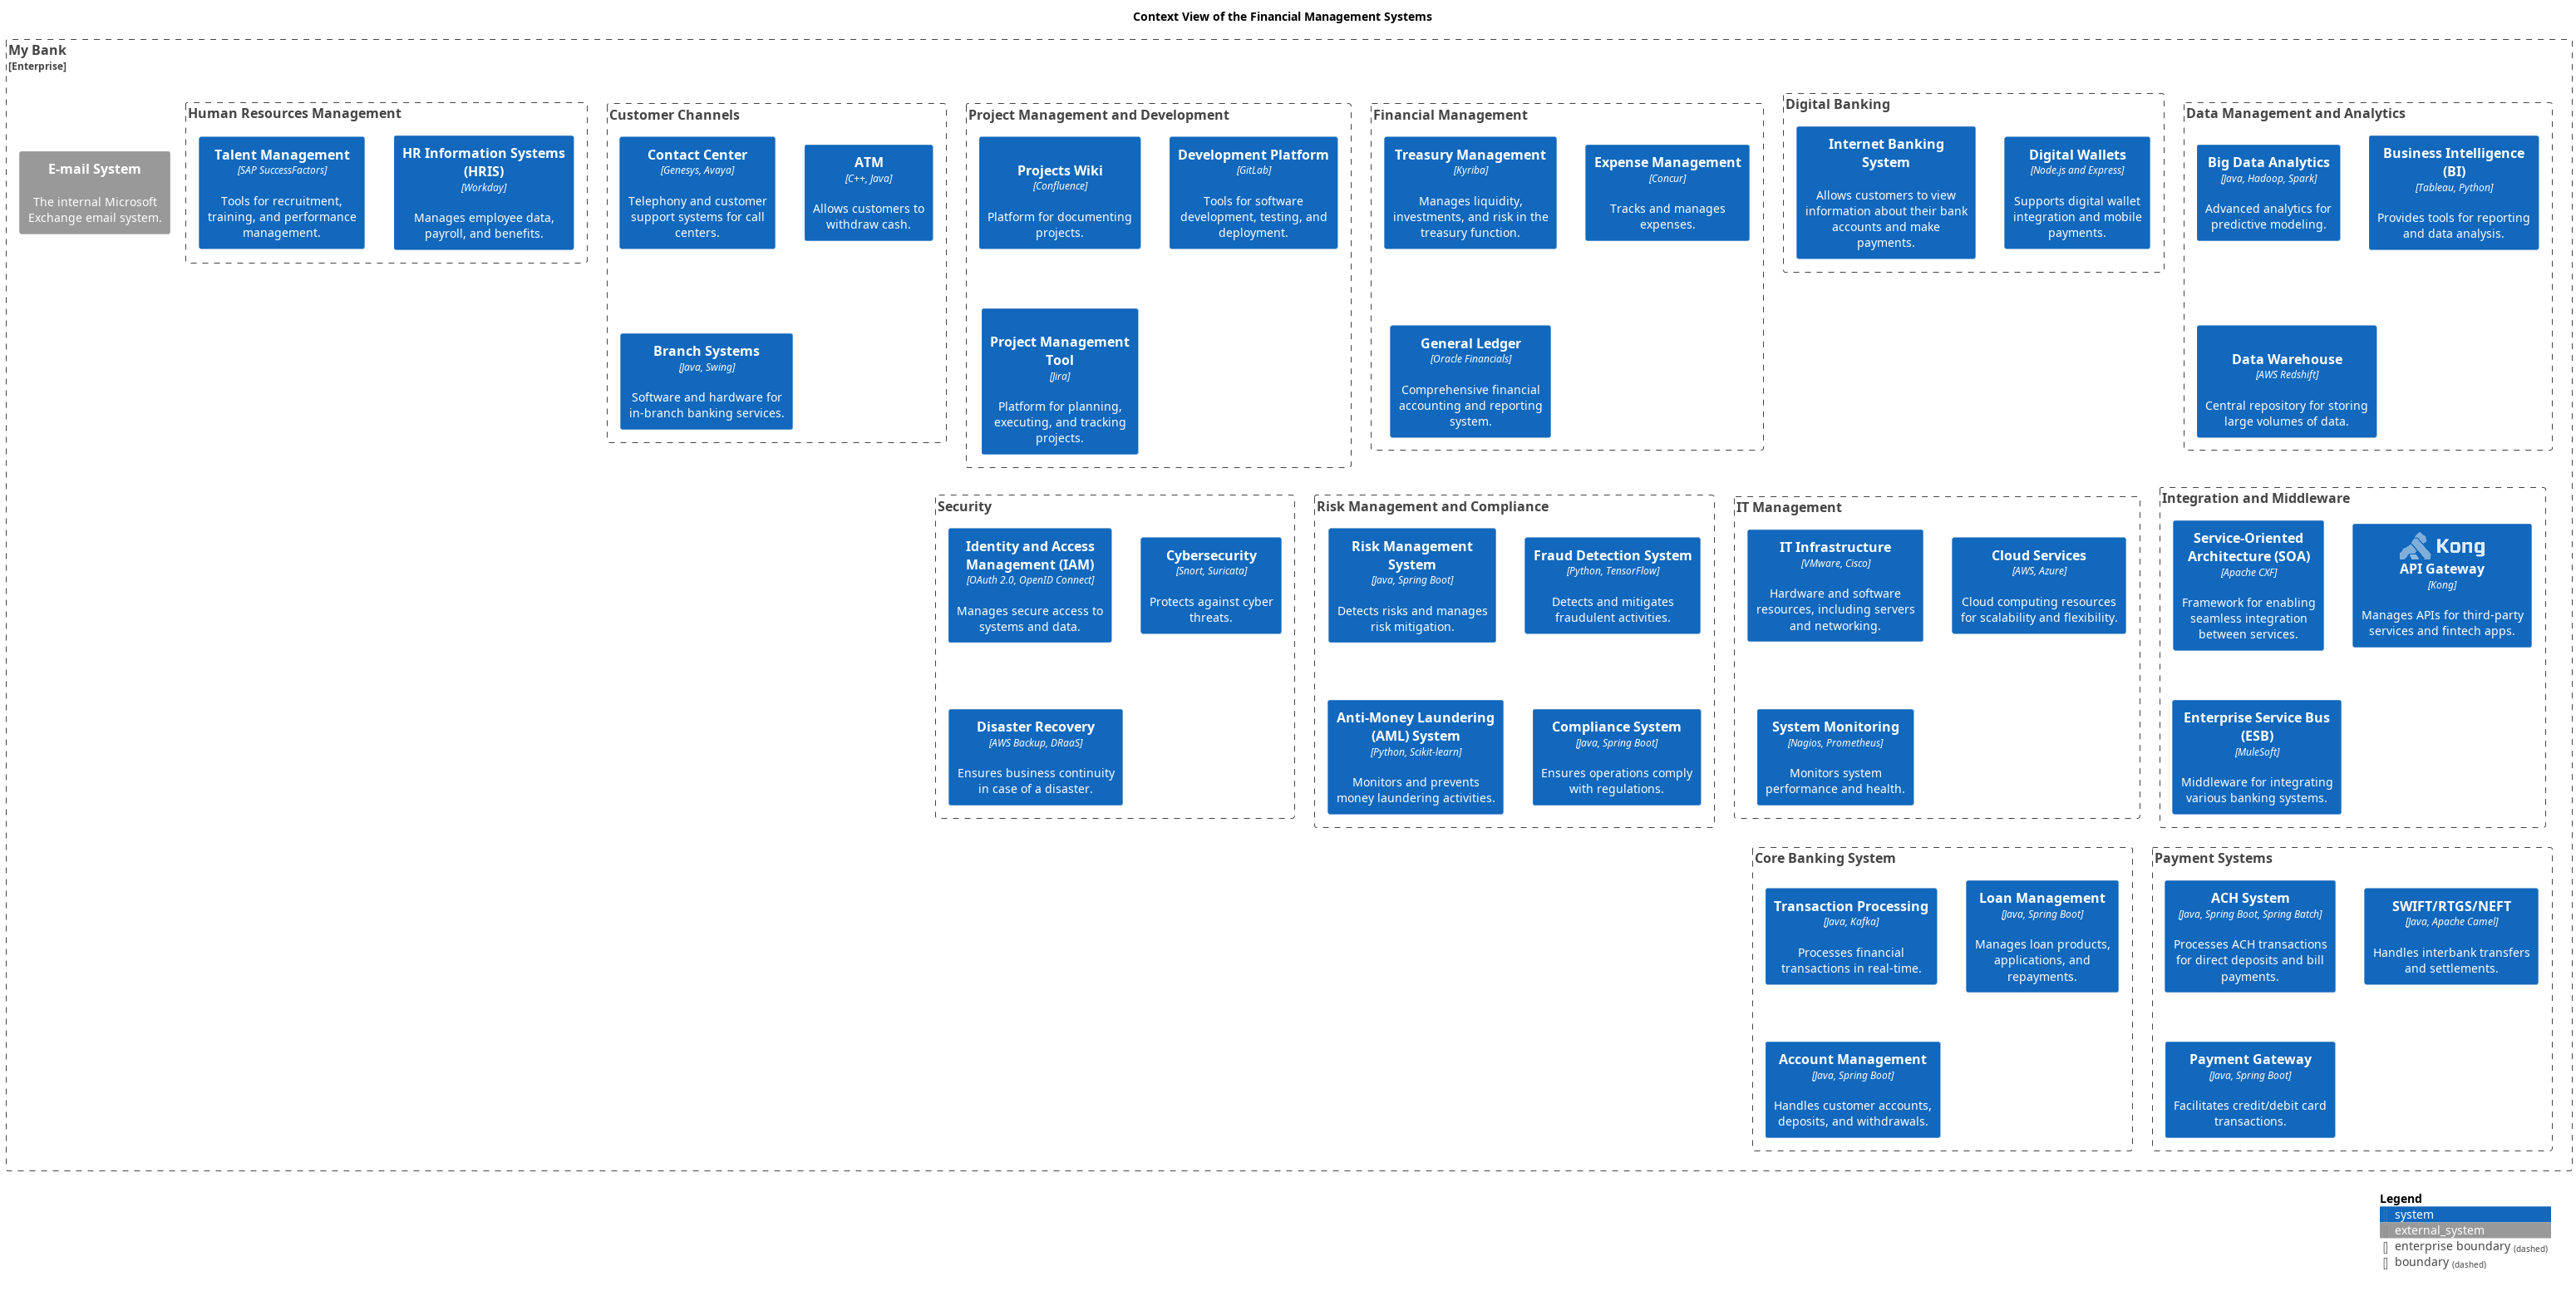 Context View of the Financial Management Systems
My Bank
[Enterprise]
E-mail System
The internal Microsoft
Exchange email system.
Human Resources Management
Talent Management
[SAP SuccessFactors]
Tools for recruitment,
training, and performance
management.
HR Information Systems
(HRIS)
[Workday]
Manages employee data,
payroll, and benefits.
Customer Channels
Contact Center
[Genesys, Avaya]
Telephony and customer
support systems for call
centers.
ATM
[C++, Java]
Allows customers to
withdraw cash.
Branch Systems
[Java, Swing]
Software and hardware for
in-branch banking services.
Project Management and Development
Projects Wiki
[Confluence]
Platform for documenting
projects.
Development Platform
[GitLab]
Tools for software
development, testing, and
deployment.
Project Management
Tool
[Jira]
Platform for planning,
executing, and tracking
projects.
Financial Management
Treasury Management
[Kyriba]
Manages liquidity,
investments, and risk in the
treasury function.
Expense Management
[Concur]
Tracks and manages
expenses.
General Ledger
[Oracle Financials]
Comprehensive financial
accounting and reporting
system.
Digital Banking
Internet Banking
System
Allows customers to view
information about their bank
accounts and make
payments.
Digital Wallets
[Node.js and Express]
Supports digital wallet
integration and mobile
payments.
Data Management and Analytics
Big Data Analytics
[Java, Hadoop, Spark]
Advanced analytics for
predictive modeling.
Business Intelligence
(BI)
[Tableau, Python]
Provides tools for reporting
and data analysis.
Data Warehouse
[AWS Redshift]
Central repository for storing
large volumes of data.
Security
Identity and Access
Management (IAM)
[OAuth 2.0, OpenID Connect]
Manages secure access to
systems and data.
Cybersecurity
[Snort, Suricata]
Protects against cyber
threats.
Disaster Recovery
[AWS Backup, DRaaS]
Ensures business continuity
in case of a disaster.
Risk Management and Compliance
Risk Management
System
[Java, Spring Boot]
Detects risks and manages
risk mitigation.
Fraud Detection System
[Python, TensorFlow]
Detects and mitigates
fraudulent activities.
Anti-Money Laundering
(AML) System
[Python, Scikit-learn]
Monitors and prevents
money laundering activities.
Compliance System
[Java, Spring Boot]
Ensures operations comply
with regulations.
IT Management
IT Infrastructure
[VMware, Cisco]
Hardware and software
resources, including servers
and networking.
Cloud Services
[AWS, Azure]
Cloud computing resources
for scalability and flexibility.
System Monitoring
[Nagios, Prometheus]
Monitors system
performance and health.
Integration and Middleware
Service-Oriented
Architecture (SOA)
[Apache CXF]
Framework for enabling
seamless integration
between services.
Kong
API Gateway
[Kong]
Manages APIs for third-party
services and fintech apps.
Enterprise Service Bus
(ESB)
[MuleSoft]
Middleware for integrating
various banking systems.
Core Banking System
Transaction Processing
[Java, Kafka]
Processes financial
transactions in real-time.
Loan Management
[Java, Spring Boot]
Manages loan products,
applications, and
repayments.
Account Management
[Java, Spring Boot]
Handles customer accounts,
deposits, and withdrawals.
Payment Systems
ACH System
[Java, Spring Boot, Spring Batch]
Processes ACH transactions
for direct deposits and bill
payments.
SWIFT/RTGS/NEFT
[Java, Apache Camel]
Handles interbank transfers
and settlements.
Payment Gateway
[Java, Spring Boot]
Facilitates credit/debit card
transactions.
Legend
system
external_system
enterprise boundary (dashed)
boundary (dashed)